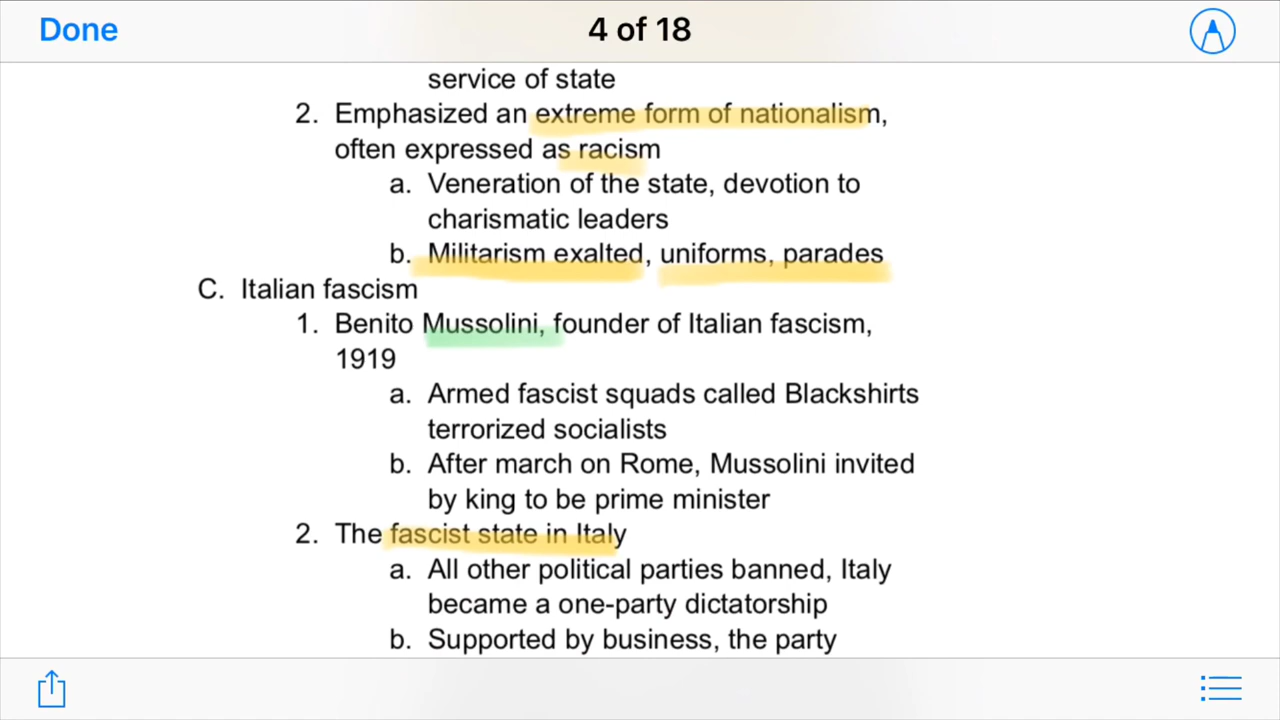 Done
4 of 18
service of state
2. Emphasized an extreme form of nationalism,
often expressed as racism
a. Veneration of the state, devotion to
charismatic leaders
b. Militarism exalted, uniforms, parades
C. Italian fascism
1. Benito Mussolini, founder of Italian fascism,
1919
a. Armed fascist squads called Blackshirts
terrorized socialists
b. After march on Rome, Mussolini invited
by king to be prime minister
2. The fascist state in Italy
a. All other political parties banned, Italy
became a one-party dictatorship
b. Supported by business, the party